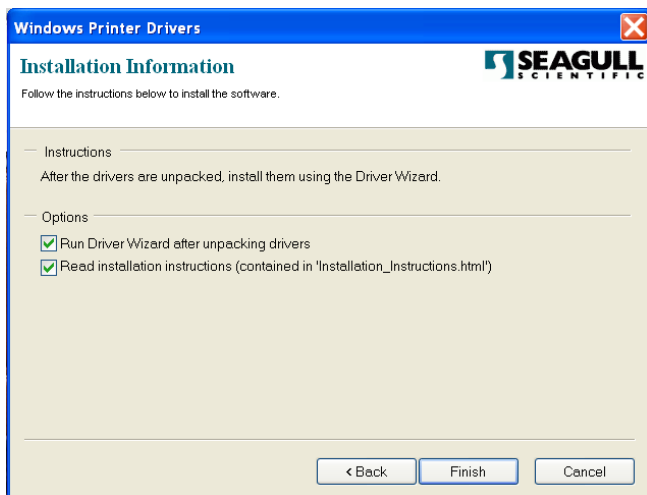 Windows Printer Drivers
Installation Information
SEAGULL
SCIENTIFIC
Follow the instructions below to install the software.
Instructions
After the drivers are unpacked, install them using the Driver Wizard.
Options
Run Driver Wizard after unpacking drivers
Read installation instructions (contained in 'Installation_Instructions.html')
< Back
Finish
Cancel